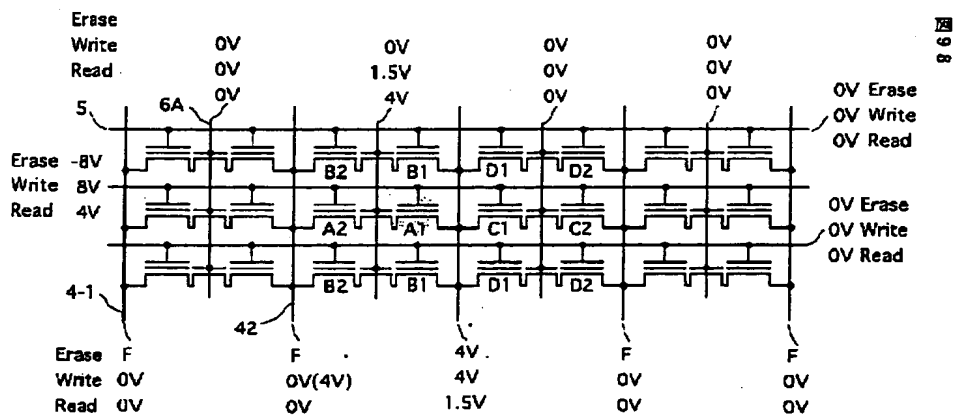 Erase
Write 0V 0V 0V 0V
Read 0V 1.5V 0V 0V
0V 4V 0V 0V
図98
5 6A
0V Erase
0V Write
0V Read
Erase -8V B2 B1 D1 D2
Write 8V
Read 4V A2 A1 C1 C2
0V Erase
0V Write
0V Read
B2 B1 D1 D2
4-1 42
Erase F F 4V F F
Write 0V 0V(4V) 4V 0V 0V
Read 0V 0V 1.5V 0V 0V